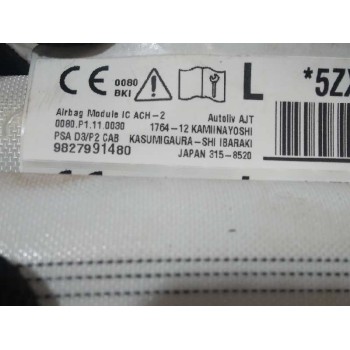 CE 0080 BKI L *5ZX
Airbag Module IC ACH-2 Autoliv AJT
0080.P1.11.0030 1764-12 KAMIINAYOSHI
PSA D3/P2 CAB KASUMIGAURA-SHI IBARAKI
9827991480 JAPAN 315-8520